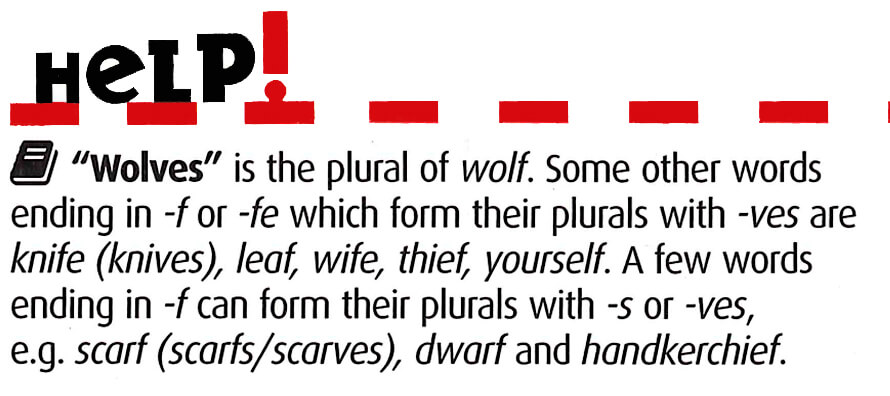 HeLP!
“Wolves” is the plural of wolf. Some other words
ending in -f or -fe which form their plurals with -ves are
knife (knives), leaf, wife, thief, yourself. A few words
ending in -f can form their plurals with -s or -ves,
e.g. scarf (scarfs/scarves), dwarf and handkerchief.